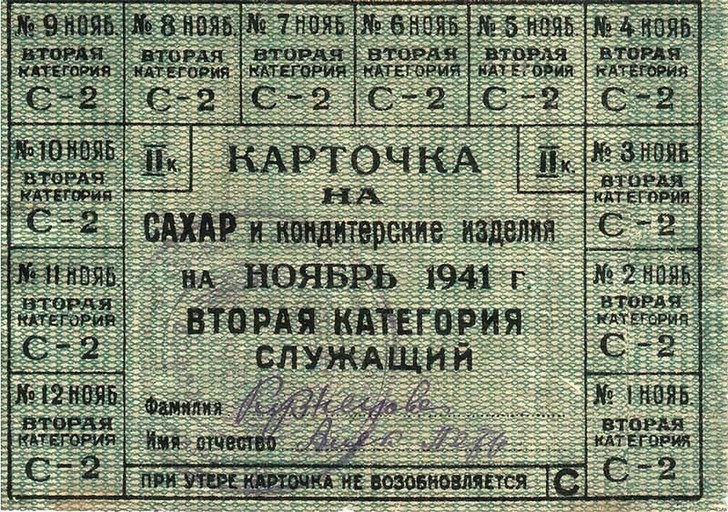 № 9 НОЯБ.
ВТОРАЯ
КАТЕГОРИЯ
С-2
№ 8 НОЯБ.
ВТОРАЯ
КАТЕГОРИЯ
С-2
№ 7 НОЯБ.
ВТОРАЯ
КАТЕГОРИЯ
С-2
№ 6 НОЯБ.
ВТОРАЯ
КАТЕГОРИЯ
С-2
№ 5 НОЯБ.
ВТОРАЯ
КАТЕГОРИЯ
С-2
№ 4 НОЯБ.
ВТОРАЯ
КАТЕГОРИЯ
С-2
№ 10 НОЯБ.
ВТОРАЯ
КАТЕГОРИЯ
С-2
№ 11 НОЯБ.
ВТОРАЯ
КАТЕГОРИЯ
С-2
№ 12 НОЯБ.
ВТОРАЯ
КАТЕГОРИЯ
С-2
IIк.
КАРТОЧКА
IIк.
НА
САХАР и кондитерские изделия
НА НОЯБРЬ 1941 г.
ВТОРАЯ КАТЕГОРИЯ
СЛУЖАЩИЙ
Фамилия
Имя отчество
ПРИ УТЕРЕ КАРТОЧКА НЕ ВОЗОБНОВЛЯЕТСЯ
С
№ 3 НОЯБ.
ВТОРАЯ
КАТЕГОРИЯ
С-2
№ 2 НОЯБ.
ВТОРАЯ
КАТЕГОРИЯ
С-2
№ 1 НОЯБ.
ВТОРАЯ
КАТЕГОРИЯ
С-2